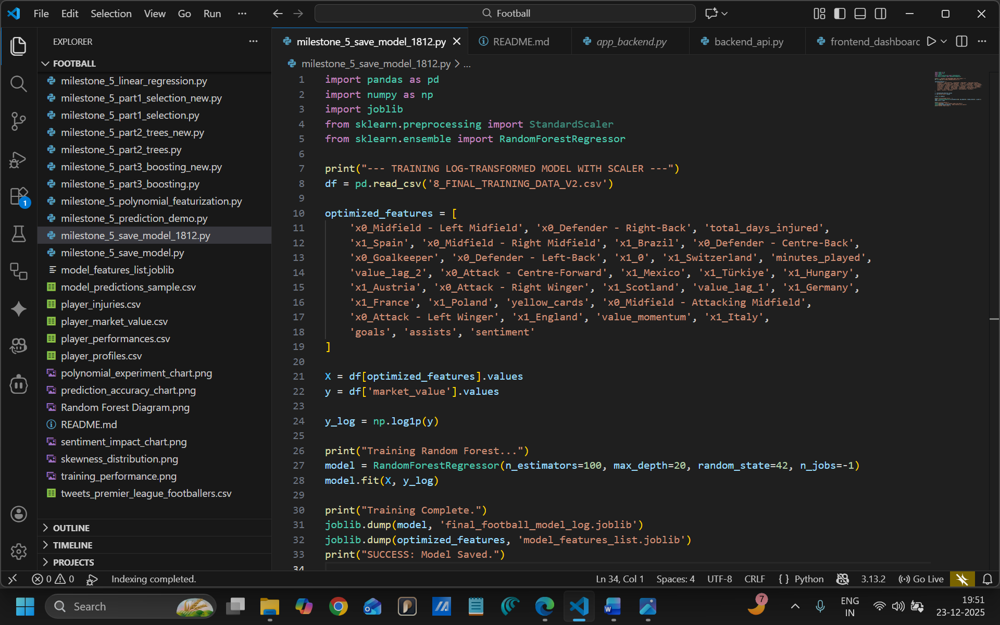 File Edit Selection View Go Run ··· Football
EXPLORER ···
FOOTBALL
milestone_5_linear_regression.py
milestone_5_part1_selection_new.py
milestone_5_part1_selection.py
milestone_5_part2_trees_new.py
milestone_5_part2_trees.py
milestone_5_part3_boosting_new.py
milestone_5_part3_boosting.py
milestone_5_polynomial_featurization.py
milestone_5_prediction_demo.py
milestone_5_save_model_1812.py
milestone_5_save_model.py
model_features_list.joblib
model_predictions_sample.csv
player_injuries.csv
player_market_value.csv
player_performances.csv
player_profiles.csv
polynomial_experiment_chart.png
prediction_accuracy_chart.png
Random Forest Diagram.png
README.md
sentiment_impact_chart.png
skewness_distribution.png
training_performance.png
tweets_premier_league_footballers.csv
OUTLINE
TIMELINE
PROJECTS
1
milestone_5_save_model_1812.py README.md app_backend.py backend_api.py frontend_dashboarc
milestone_5_save_model_1812.py > ...
1 import pandas as pd
2 import numpy as np
3 import joblib
4 from sklearn.preprocessing import StandardScaler
5 from sklearn.ensemble import RandomForestRegressor
6
7 print("--- TRAINING LOG-TRANSFORMED MODEL WITH SCALER ---")
8 df = pd.read_csv('8_FINAL_TRAINING_DATA_V2.csv')
9
10 optimized_features = [
11 'x0_Midfield - Left Midfield', 'x0_Defender - Right-Back', 'total_days_injured',
12 'x1_Spain', 'x0_Midfield - Right Midfield', 'x1_Brazil', 'x0_Defender - Centre-Back',
13 'x0_Goalkeeper', 'x0_Defender - Left-Back', 'x1_0', 'x1_Switzerland', 'minutes_played',
14 'value_lag_2', 'x0_Attack - Centre-Forward', 'x1_Mexico', 'x1_Türkiye', 'x1_Hungary',
15 'x1_Austria', 'x0_Attack - Right Winger', 'x1_Scotland', 'value_lag_1', 'x1_Germany',
16 'x1_France', 'x1_Poland', 'yellow_cards', 'x0_Midfield - Attacking Midfield',
17 'x0_Attack - Left Winger', 'x1_England', 'value_momentum', 'x1_Italy',
18 'goals', 'assists', 'sentiment'
19 ]
20
21 X = df[optimized_features].values
22 y = df['market_value'].values
23
24 y_log = np.log1p(y)
25
26 print("Training Random Forest...")
27 model = RandomForestRegressor(n_estimators=100, max_depth=20, random_state=42, n_jobs=-1)
28 model.fit(X, y_log)
29
30 print("Training Complete.")
31 joblib.dump(model, 'final_football_model_log.joblib')
32 joblib.dump(optimized_features, 'model_features_list.joblib')
33 print("SUCCESS: Model Saved.")
34
0 0 Indexing completed. Ln 34, Col 1 Spaces: 4 UTF-8 CRLF {} Python 3.13.2 Go Live
Search 7 ENG 19:51
IN 23-12-2025